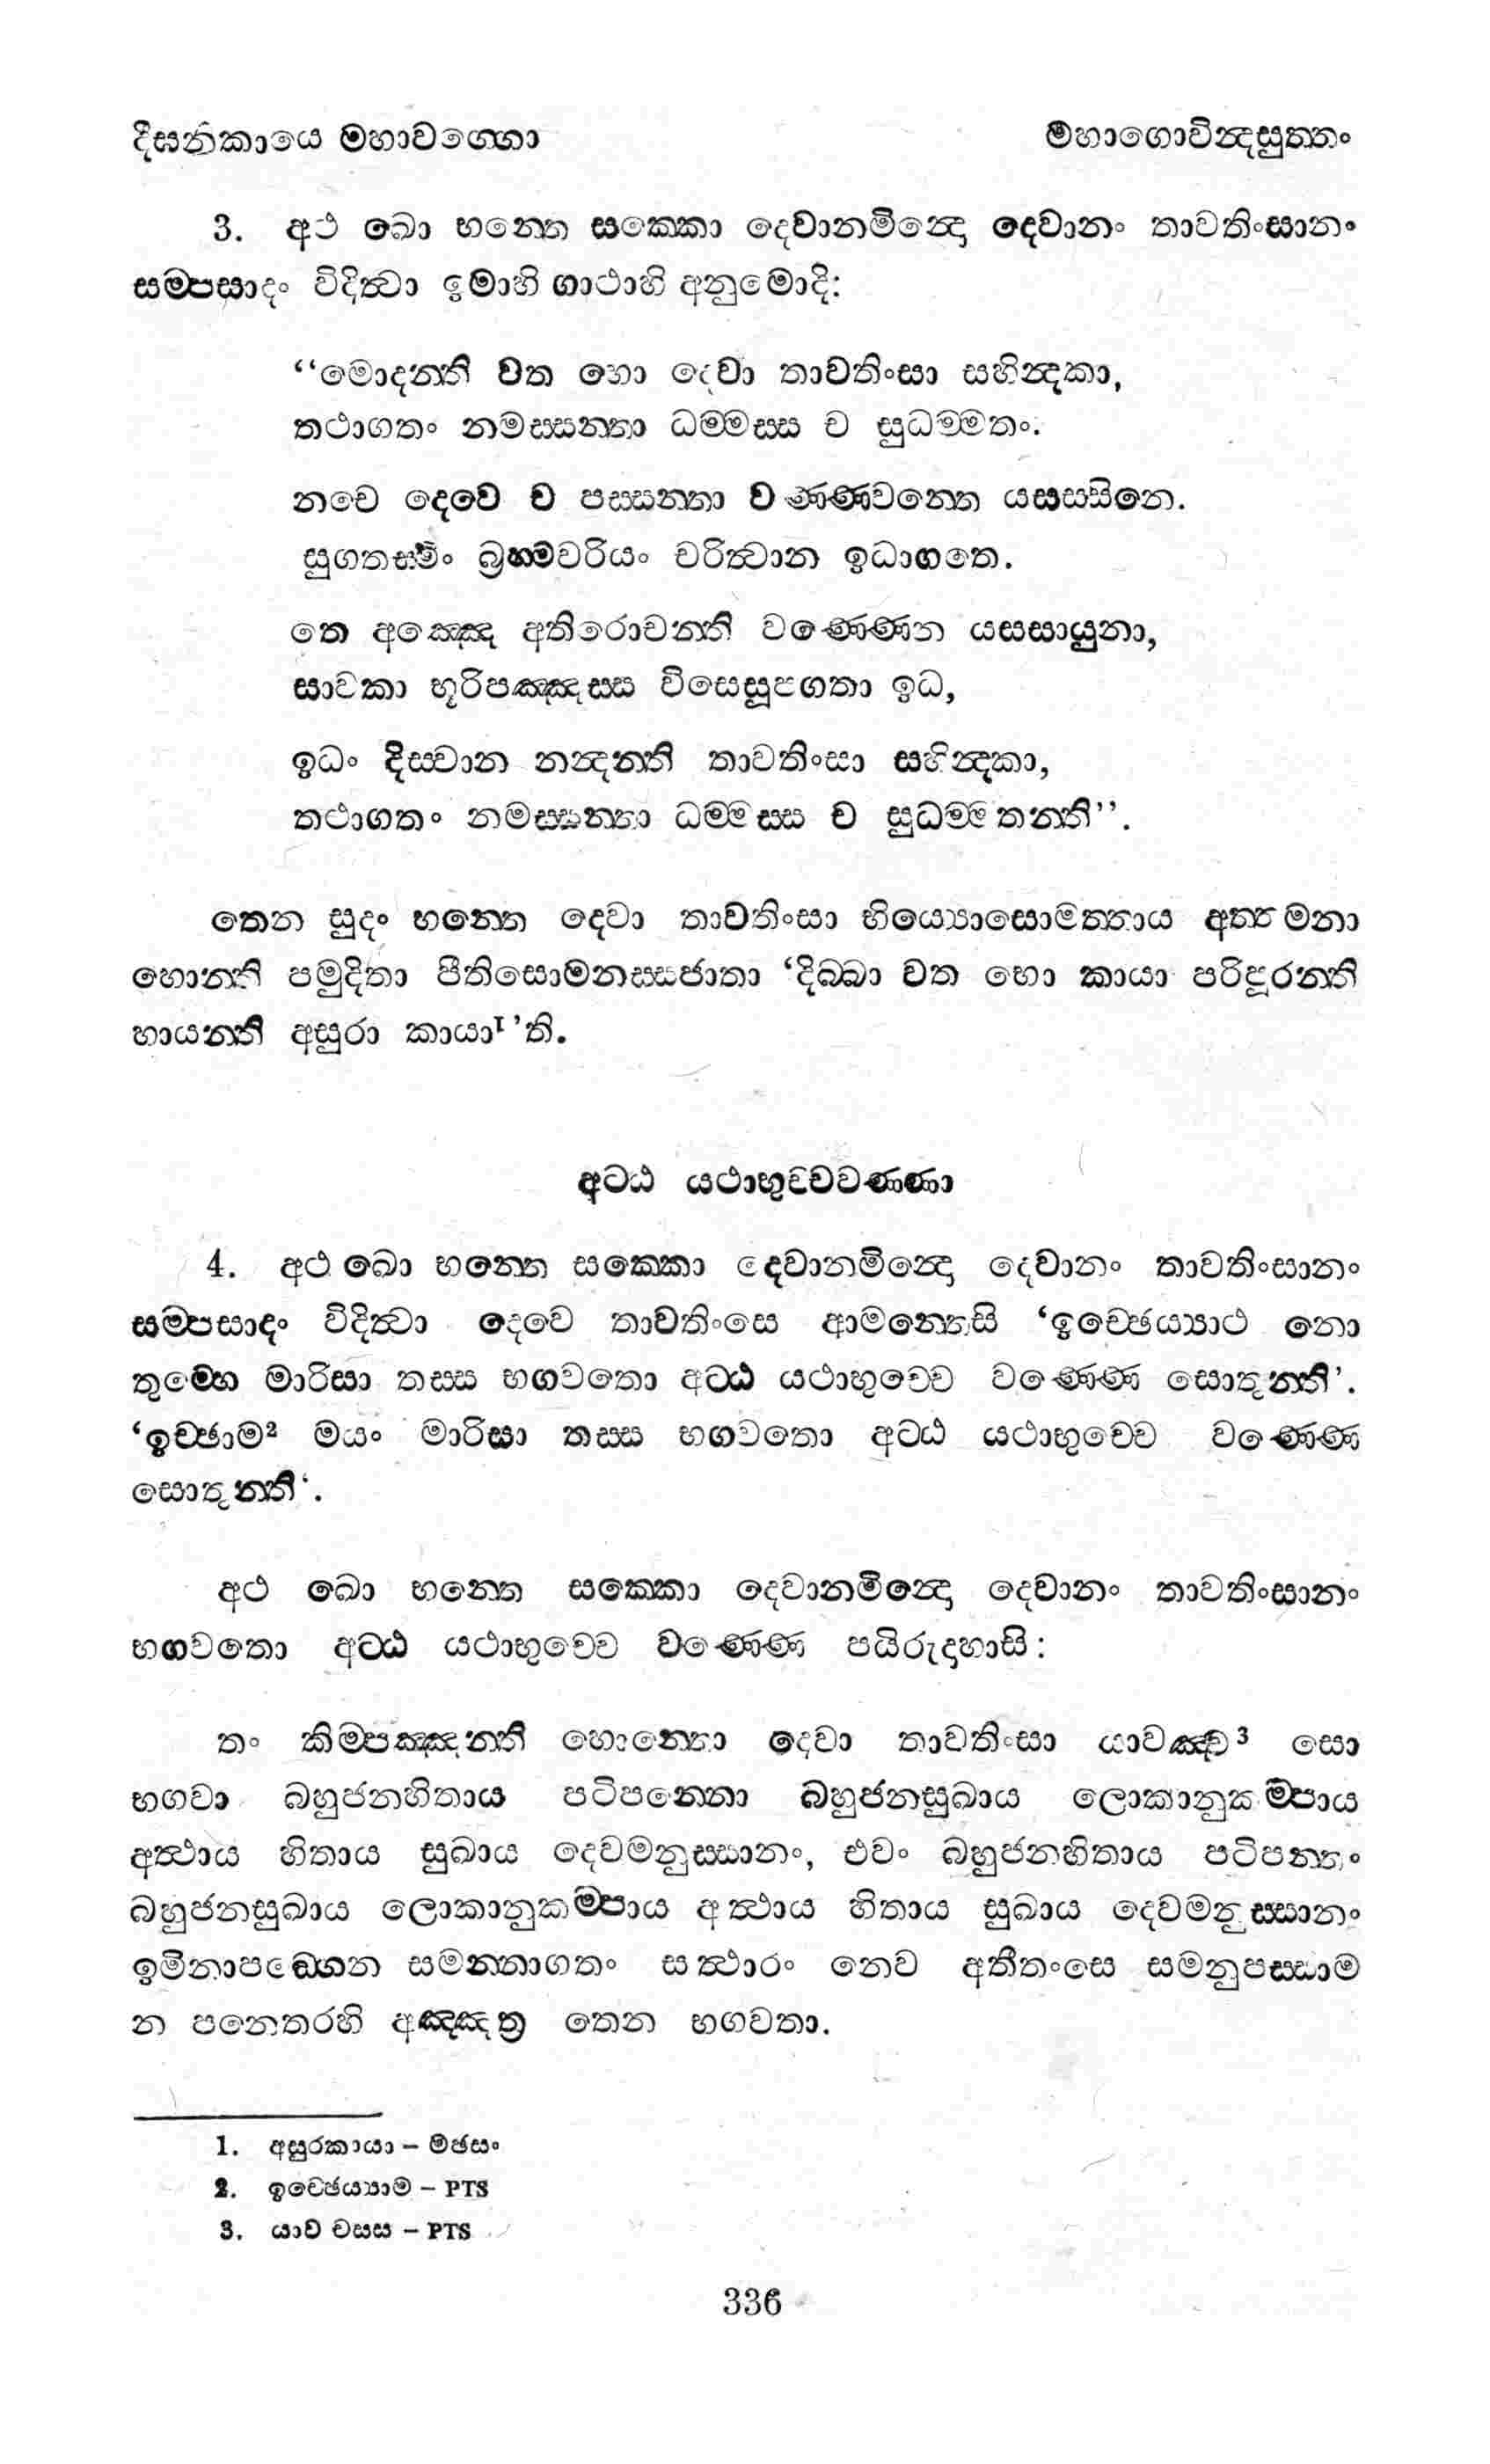 දීඝනිකායෙ මහාවග්ගො
මහාගොවින්දසුත්තං
3. අථ ඛො භන්තෙ සක්කො දෙවානමින්දො දෙවානං තාවතිංසානං
සම්පසාදං විදිත්වා ඉමාහි ගාථාහි අනුමොදි:
“මොදන්ති වත භො දෙවා තාවතිංසා සහින්දකා,
තථාගතං නමස්සන්තා ධම්මස්ස ච සුධම්මතං.
නචෙ දෙවෙ ච පස්සන්තා වණ්ණවන්තෙ යසස්සිනෙ.
සුගතස්මිං බ්‍රහ්මචරියං චරිත්වාන ඉධාගතෙ.
තෙ අඤ්ඤෙ අතිරොචන්ති වණ්ණෙන යසසායුනා,
සාවකා භූරිපඤ්ඤස්ස විසෙසූපගතා ඉධ,
ඉධං දිස්වාන නන්දන්ති තාවතිංසා සහින්දකා,
තථාගතං නමස්සන්තා ධම්මස්ස ච සුධම්මතන්ති”.
තෙන සුදං භන්තෙ දෙවා තාවතිංසා භිය්‍යොසොමත්තාය අත්තමනා
හොන්ති පමුදිතා පීතිසොමනස්සජාතා ‘දිබ්බා වත භො කායා පරිපූරන්ති
හායන්ති අසුරා කායා1’ති.
අට්ඨ යථාභුච්චවණ්ණා
4. අථ ඛො භන්තෙ සක්කො දෙවානමින්දො දෙවානං තාවතිංසානං
සම්පසාදං විදිත්වා දෙවෙ තාවතිංසෙ ආමන්තෙසි ‘ඉච්ඡෙය්‍යාථ නො
තුම්හෙ මාරිසා තස්ස භගවතො අට්ඨ යථාභුච්චෙ වණ්ණෙ සොතුන්ති’.
‘ඉච්ඡාම2 මයං මාරිසා තස්ස භගවතො අට්ඨ යථාභුච්චෙ වණ්ණෙ
සොතුන්ති‘.
අථ ඛො භන්තෙ සක්කො දෙවානමින්දො දෙවානං තාවතිංසානං
භගවතො අට්ඨ යථාභුච්චෙ වණ්ණෙ පයිරුදාහාසි:
තං කිම්පඤ්ඤන්ති භොන්තො දෙවා තාවතිංසා යාවඤ්ච3 සො
භගවා බහුජනහිතාය පටිපන්නො බහුජනසුඛාය ලොකානුකම්පාය
අත්ථාය හිතාය සුඛාය දෙවමනුස්සානං, එවං බහුජනහිතාය පටිපන්නං
බහුජනසුඛාය ලොකානුකම්පාය අත්ථාය හිතාය සුඛාය දෙවමනුස්සානං
ඉමිනාපඞ්ගෙන සමන්නාගතං සත්ථාරං නෙව අතීතංසෙ සමනුපස්සාම
න පනෙතරහි අඤ්ඤත්‍ර තෙන භගවතා.
1. අසුරකායා – මඡසං
2. ඉච්ඡෙය්‍යාම – PTS
3. යාව චස්ස – PTS
336